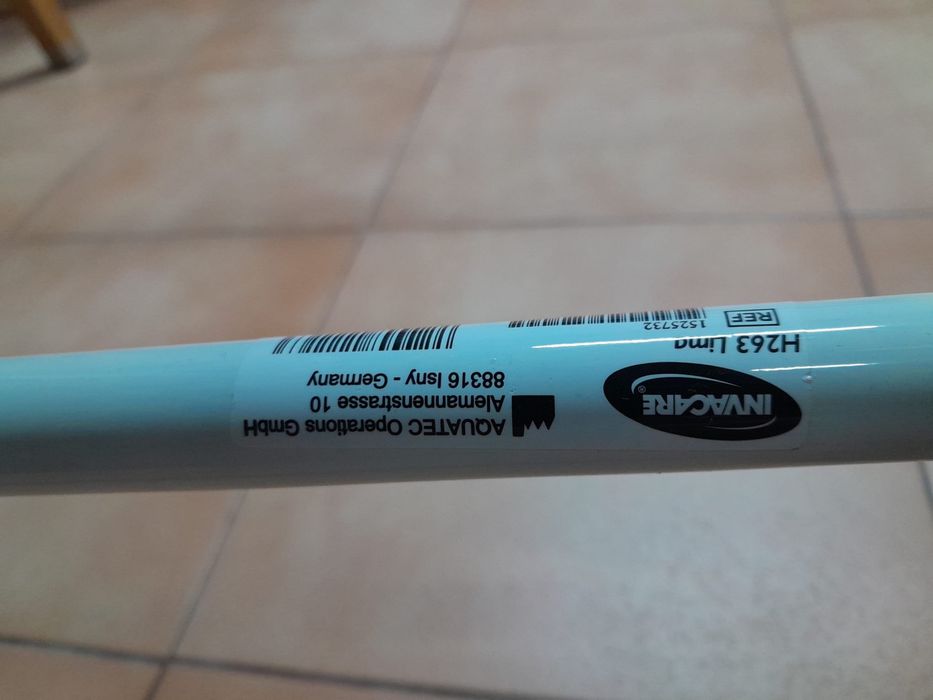 INVACARE®
H263 Lima
REF
1525732
AQUATEC Operations GmbH
Alemannenstrasse 10
88316 Isny - Germany